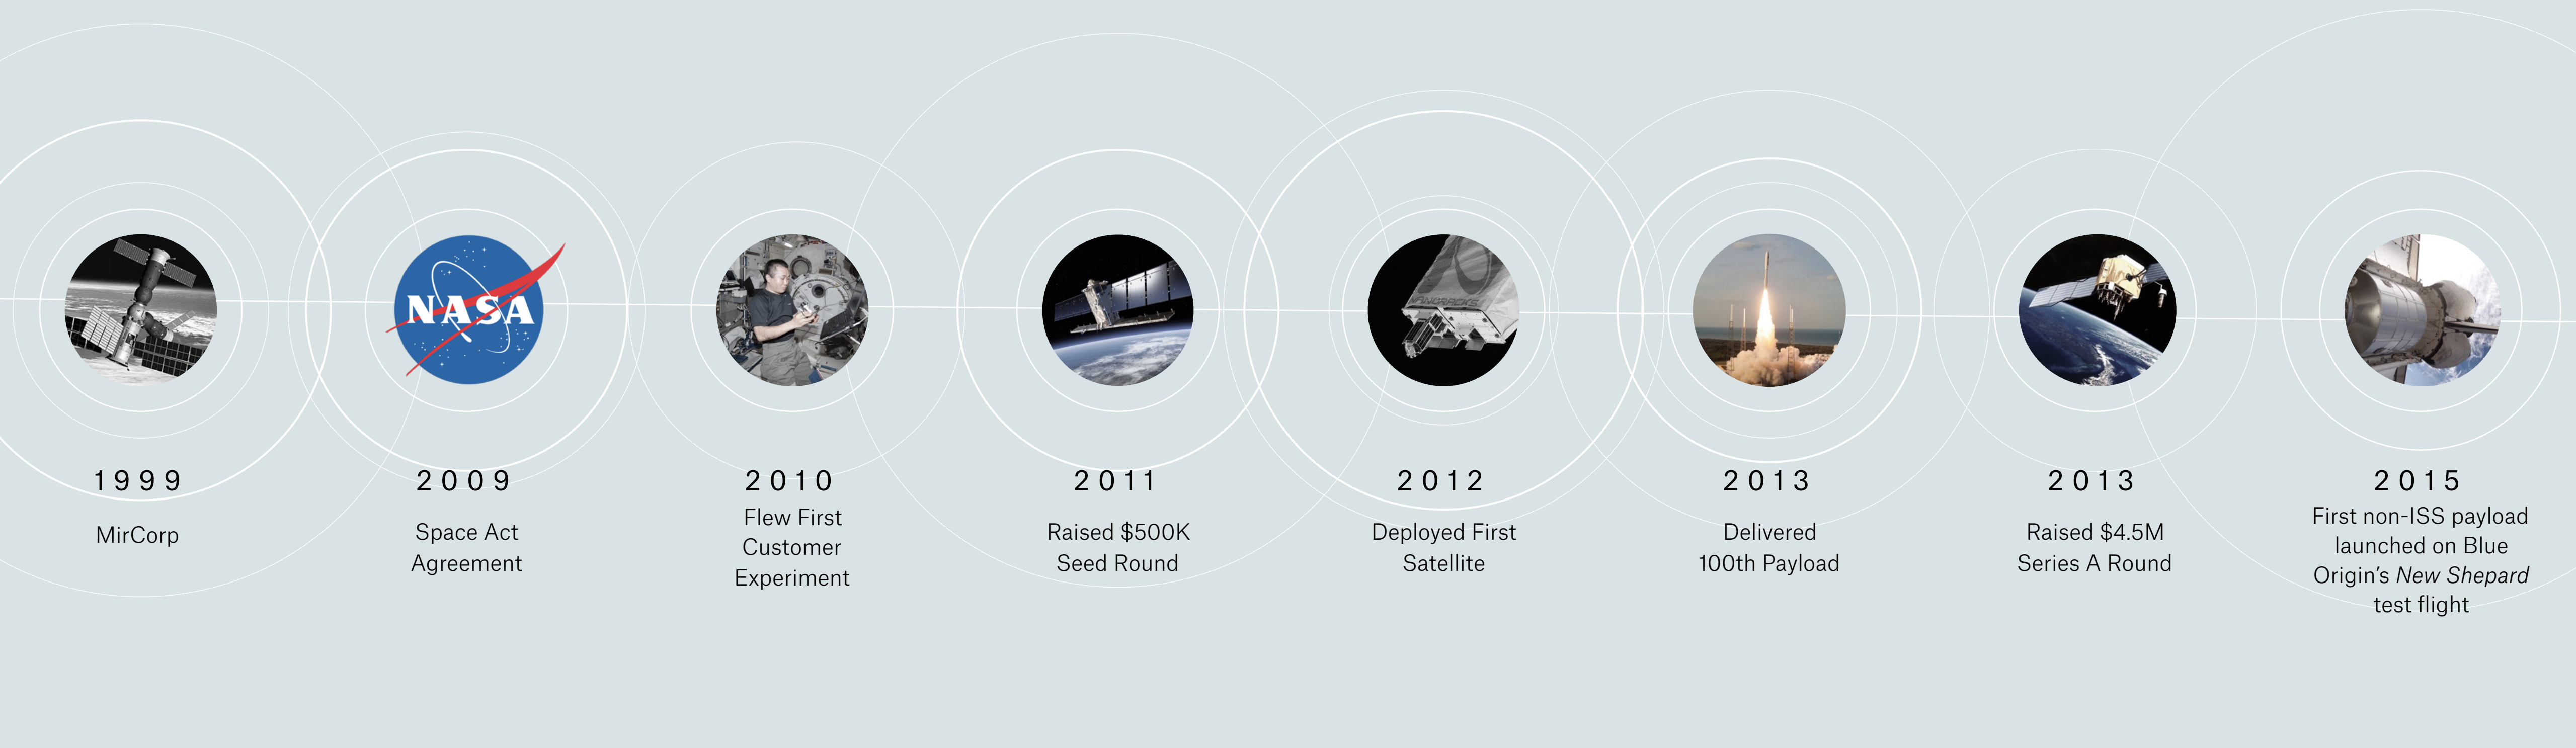 NASA
1999
MirCorp
2009
Space Act
Agreement
2010
Flew First
Customer
Experiment
2011
Raised $500K
Seed Round
2012
Deployed First
Satellite
2013
Delivered
100th Payload
2013
Raised $4.5M
Series A Round
2015
First non-ISS payload
launched on Blue
Origin’s New Shepard
test flight